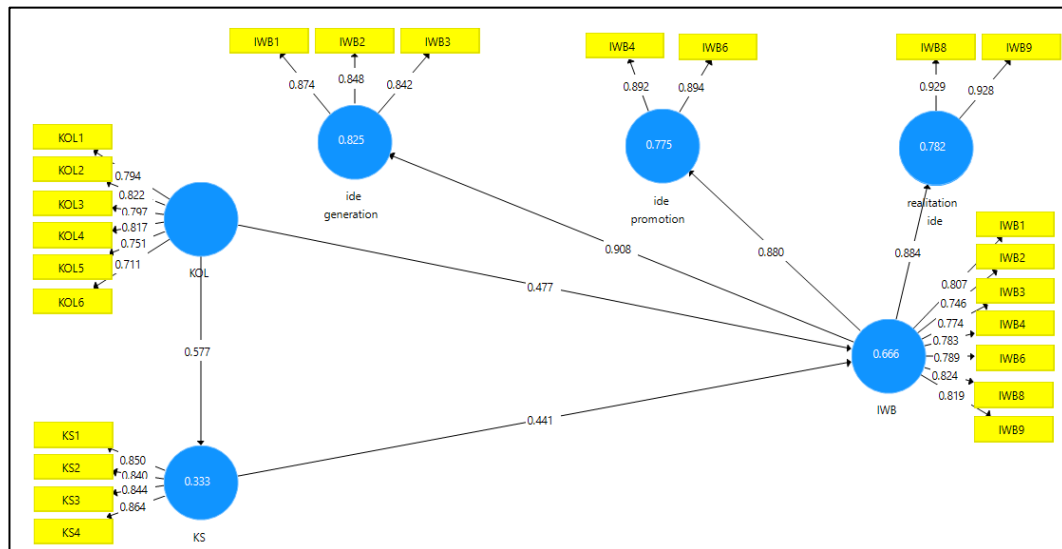 IWB1
IWB2
IWB3
0.874
0.848
0.842
0.825
ide
generation
IWB4
IWB6
0.892
0.894
0.775
ide
promotion
IWB8
IWB9
0.929
0.928
0.782
realitation
ide
KOL1
KOL2
KOL3
KOL4
KOL5
KOL6
0.794
0.822
0.797
0.817
0.751
0.711
KOL
0.908
0.880
0.884
0.477
0.577
0.441
IWB1
IWB2
IWB3
IWB4
IWB6
IWB8
IWB9
0.807
0.746
0.774
0.783
0.789
0.824
0.819
0.666
IWB
KS1
KS2
KS3
KS4
0.850
0.840
0.844
0.864
0.333
KS